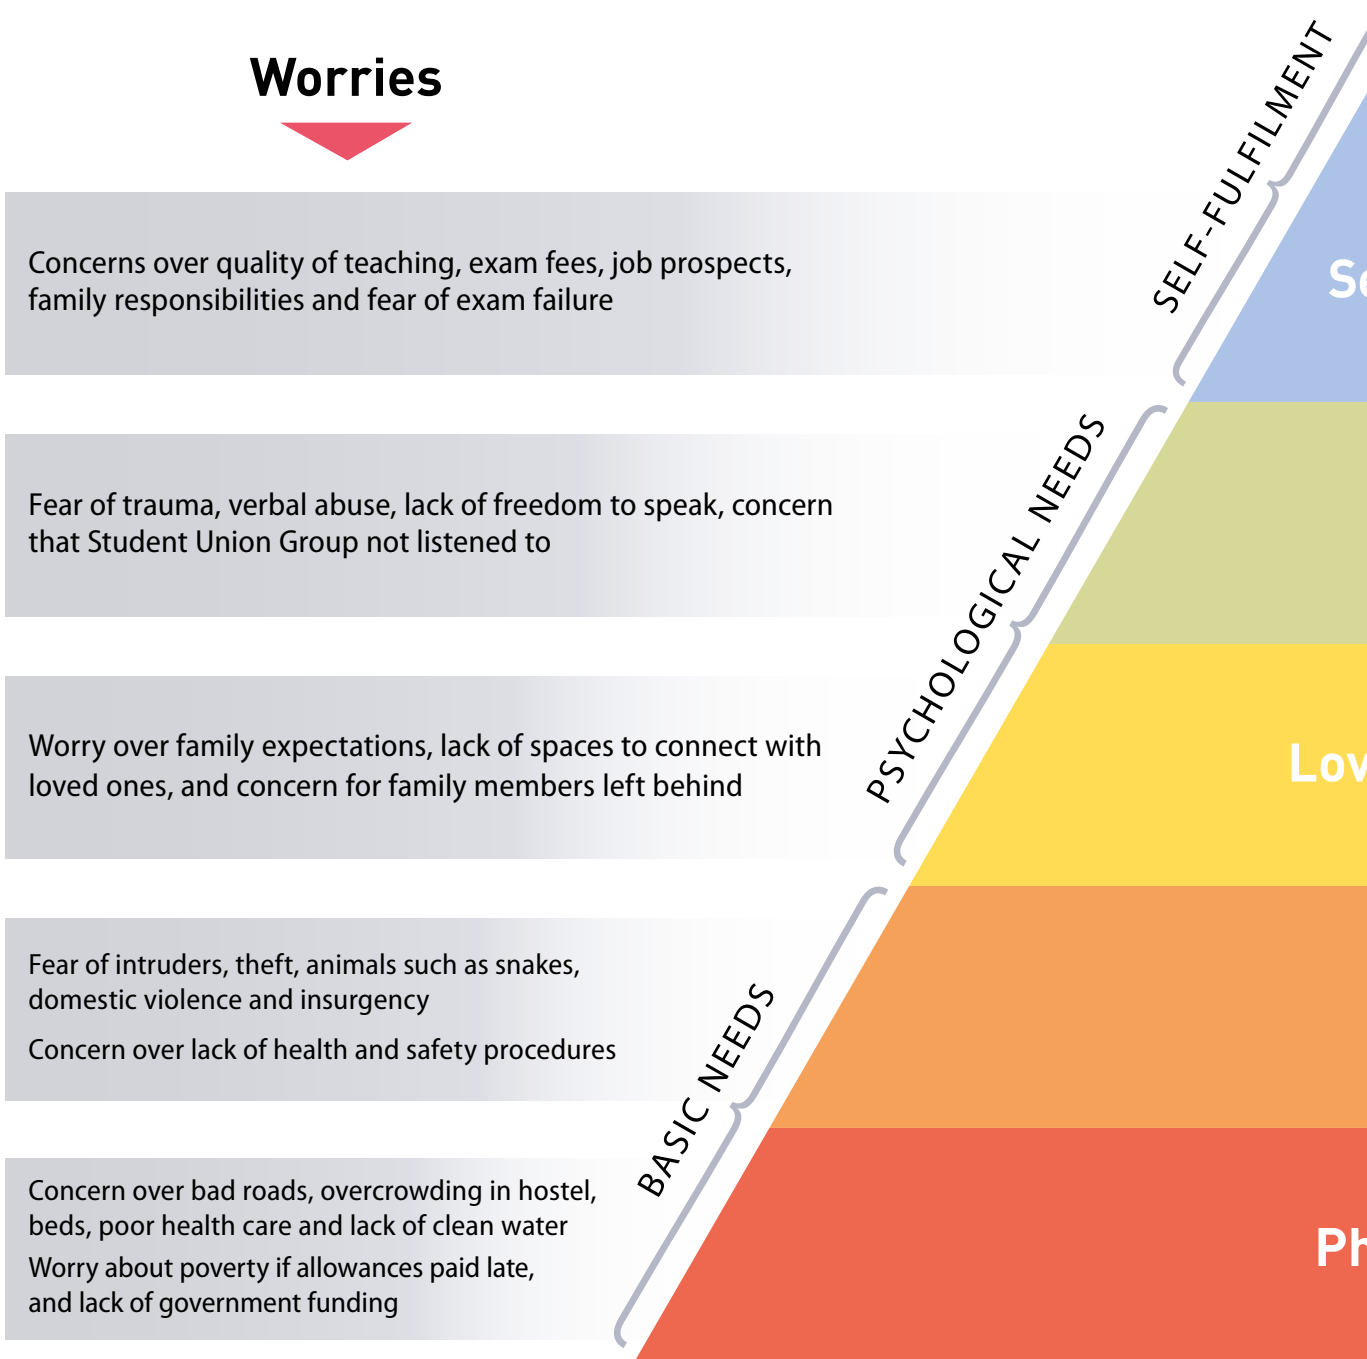 Worries
SELF-FULFILMENT
Concerns over quality of teaching, exam fees, job prospects,
family responsibilities and fear of exam failure
Se
PSYCHOLOGICAL NEEDS
Fear of trauma, verbal abuse, lack of freedom to speak, concern
that Student Union Group not listened to
Worry over family expectations, lack of spaces to connect with
loved ones, and concern for family members left behind
Lov
BASIC NEEDS
Fear of intruders, theft, animals such as snakes,
domestic violence and insurgency
Concern over lack of health and safety procedures
Concern over bad roads, overcrowding in hostel,
beds, poor health care and lack of clean water
Worry about poverty if allowances paid late,
and lack of government funding
Ph